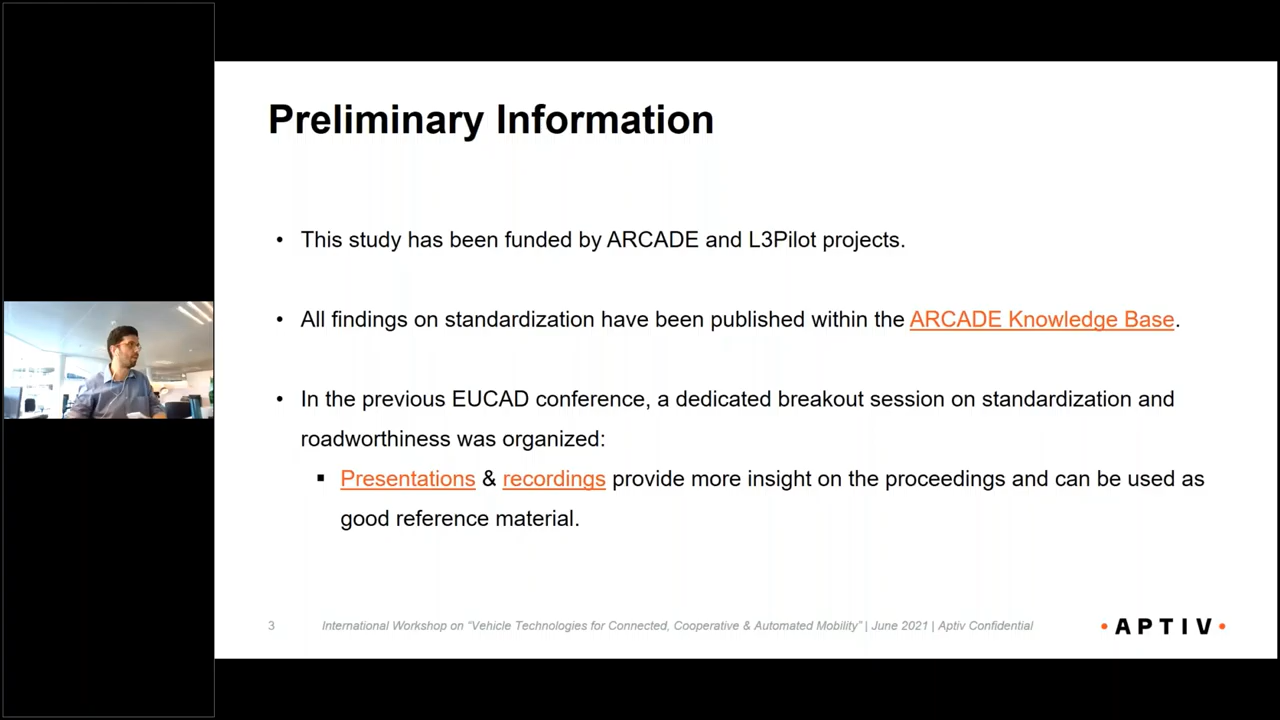 Preliminary Information
• This study has been funded by ARCADE and L3Pilot projects.
• All findings on standardization have been published within the ARCADE Knowledge Base.
• In the previous EUCAD conference, a dedicated breakout session on standardization and
roadworthiness was organized:
▪ Presentations & recordings provide more insight on the proceedings and can be used as
good reference material.
3 International Workshop on “Vehicle Technologies for Connected, Cooperative & Automated Mobility” | June 2021 | Aptiv Confidential
• APTIV •